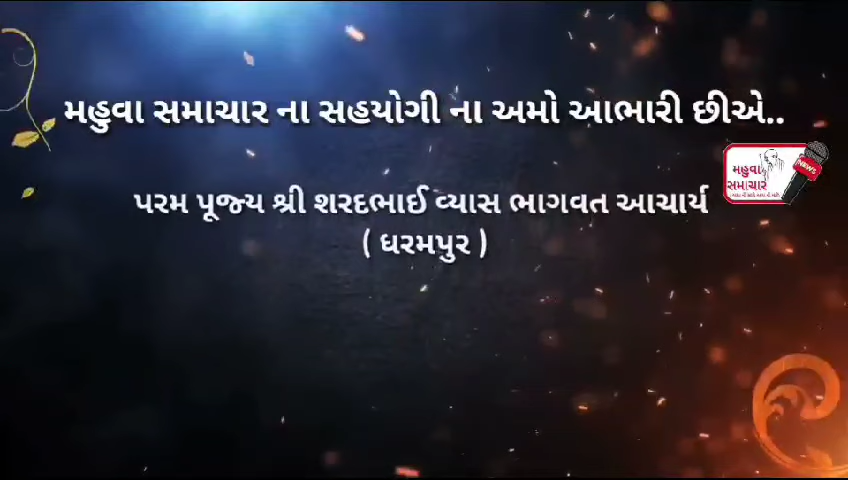 મહુવા સમાચાર ના સહયોગી ના અમો આભારી છીએ..
મહુવા
સમાચાર
NEWS
પરમ પૂજ્ય શ્રી શરદભાઈ વ્યાસ ભાગવત આચાર્ય
( ધરમપુર )